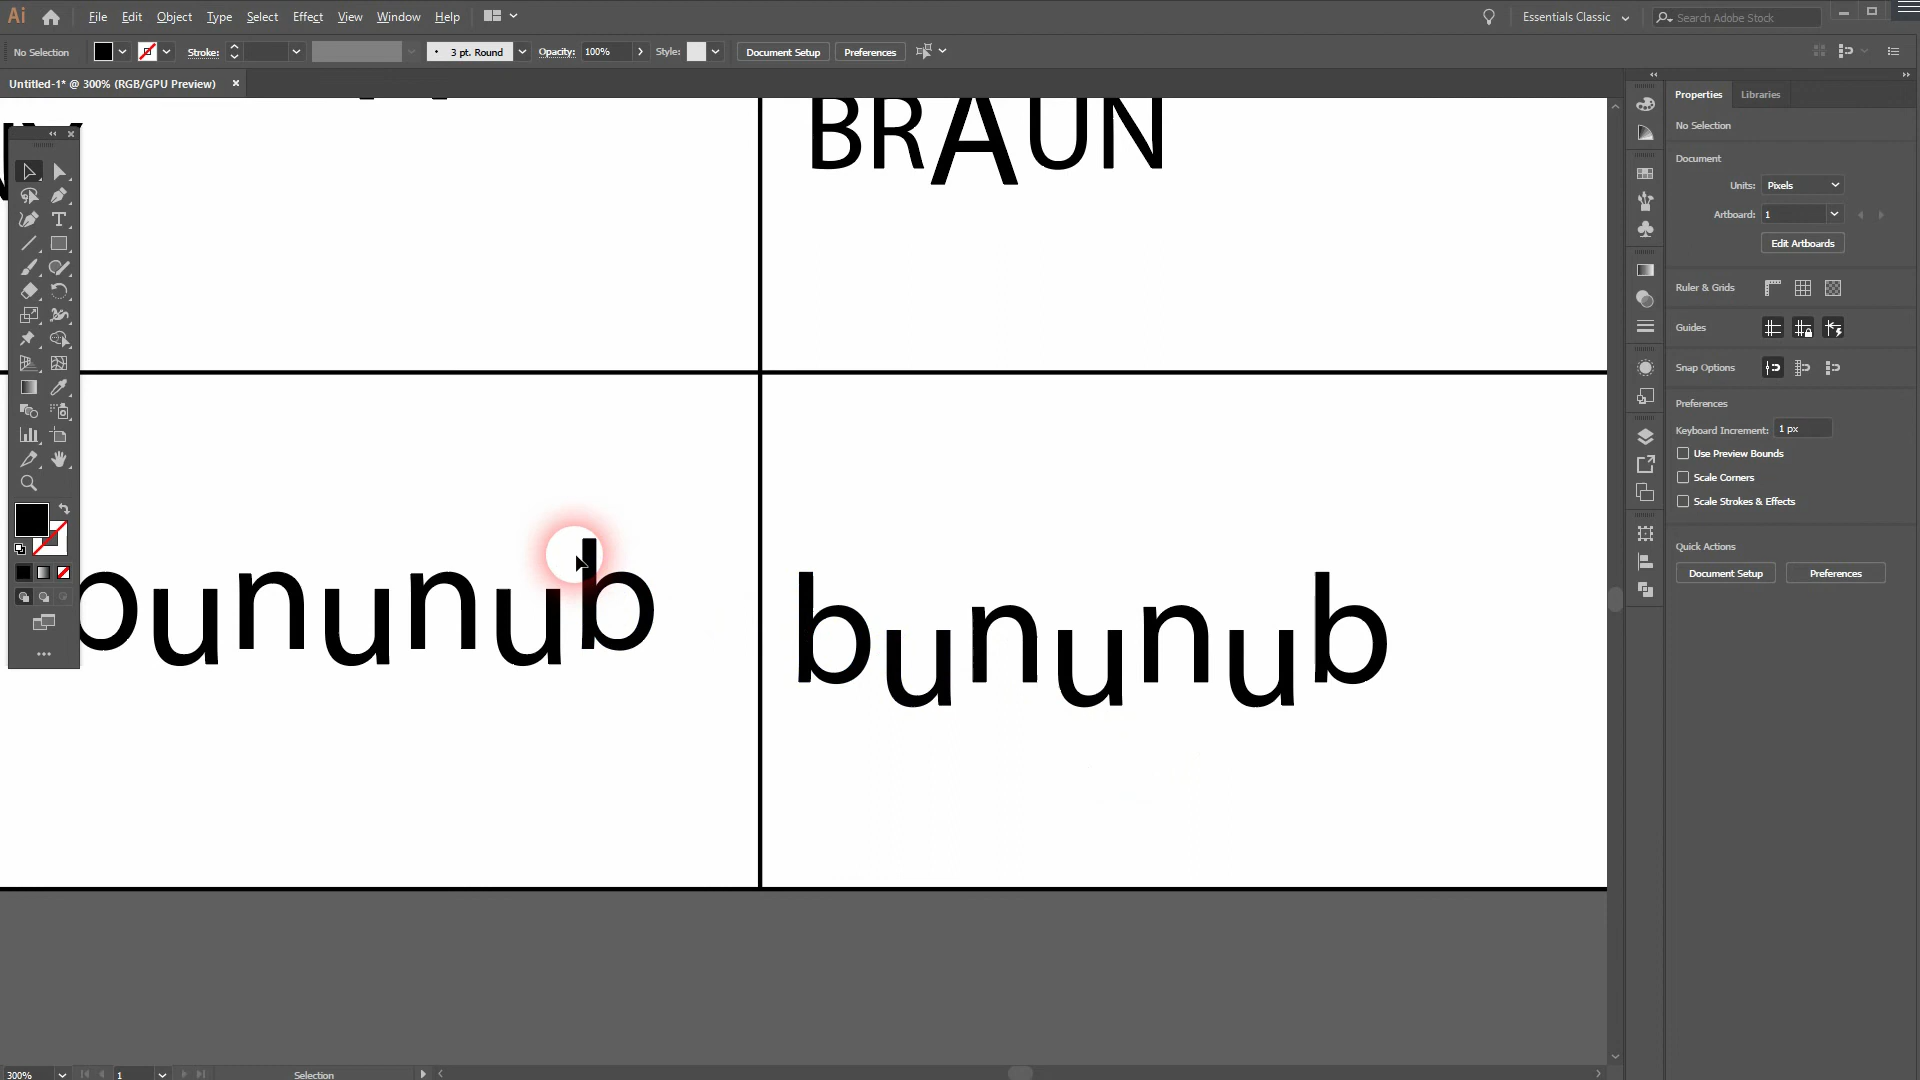 Ai File Edit Object Type Select Effect View Window Help Essentials Classic Search Adobe Stock
No Selection Stroke: 3 pt. Round Opacity: 100% Style: Document Setup Preferences
Untitled-1* @ 300% (RGB/GPU Preview)
BRAUN
bununub
bununub
Properties Libraries
No Selection
Document
Units: Pixels
Artboard: 1
Edit Artboards
Ruler & Grids
Guides
Snap Options
Preferences
Keyboard Increment: 1 px
Use Preview Bounds
Scale Corners
Scale Strokes & Effects
Quick Actions
Document Setup Preferences
300% 1 Selection